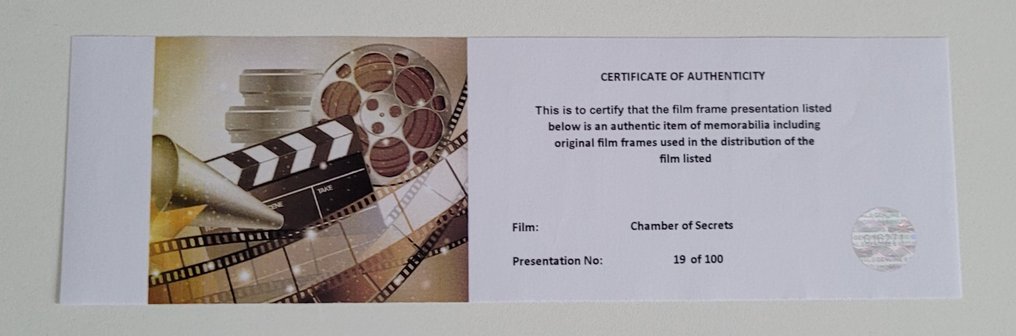 CERTIFICATE OF AUTHENTICITY
This is to certify that the film frame presentation listed
below is an authentic item of memorabilia including
original film frames used in the distribution of the
film listed
Film: Chamber of Secrets
Presentation No: 19 of 100
TAKE